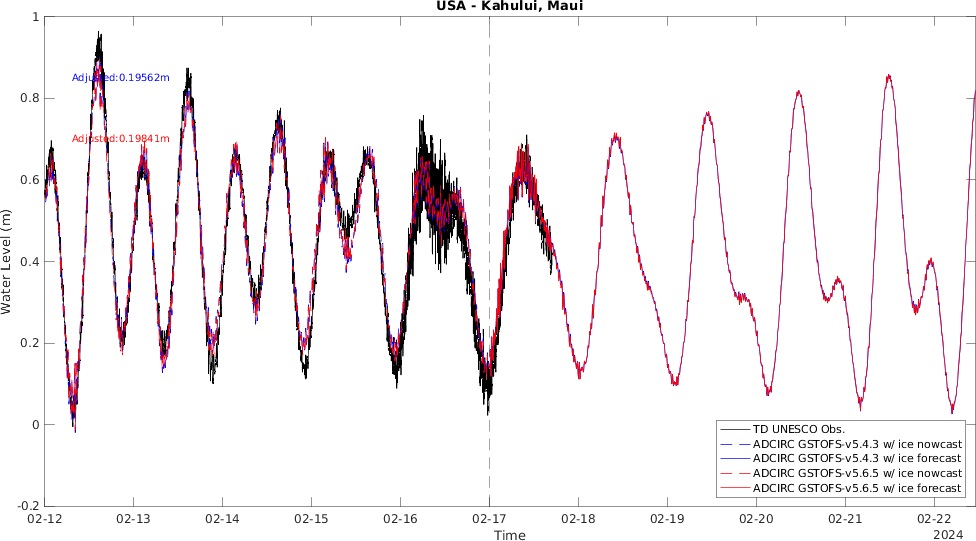 USA - Kahului, Maui
1
Adjusted:0.19562m
0.8
Adjusted:0.19841m
0.6
Water Level (m)
0.4
0.2
0
-0.2
TD UNESCO Obs.
ADCIRC GSTOFS-v5.4.3 w/ ice nowcast
ADCIRC GSTOFS-v5.4.3 w/ ice forecast
ADCIRC GSTOFS-v5.6.5 w/ ice nowcast
ADCIRC GSTOFS-v5.6.5 w/ ice forecast
02-12 02-13 02-14 02-15 02-16 02-17 02-18 02-19 02-20 02-21 02-22
Time 2024